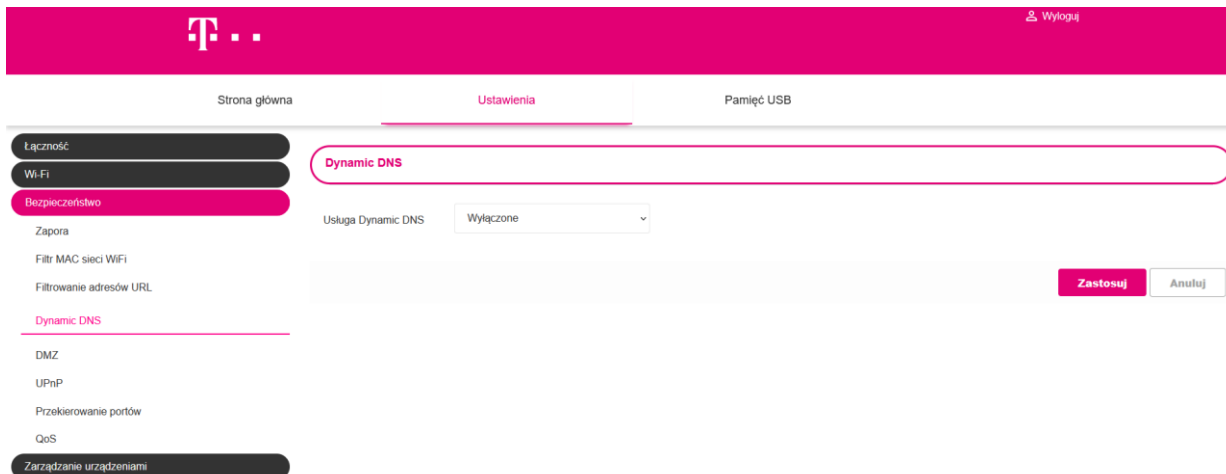 T
Wyloguj
Strona główna
Ustawienia
Pamięć USB
Łączność
Wi-Fi
Bezpieczeństwo
Zapora
Filtr MAC sieci WiFi
Filtrowanie adresów URL
Dynamic DNS
DMZ
UPnP
Przekierowanie portów
QoS
Zarządzanie urządzeniami
Dynamic DNS
Usługa Dynamic DNS Wyłączone
Zastosuj Anuluj